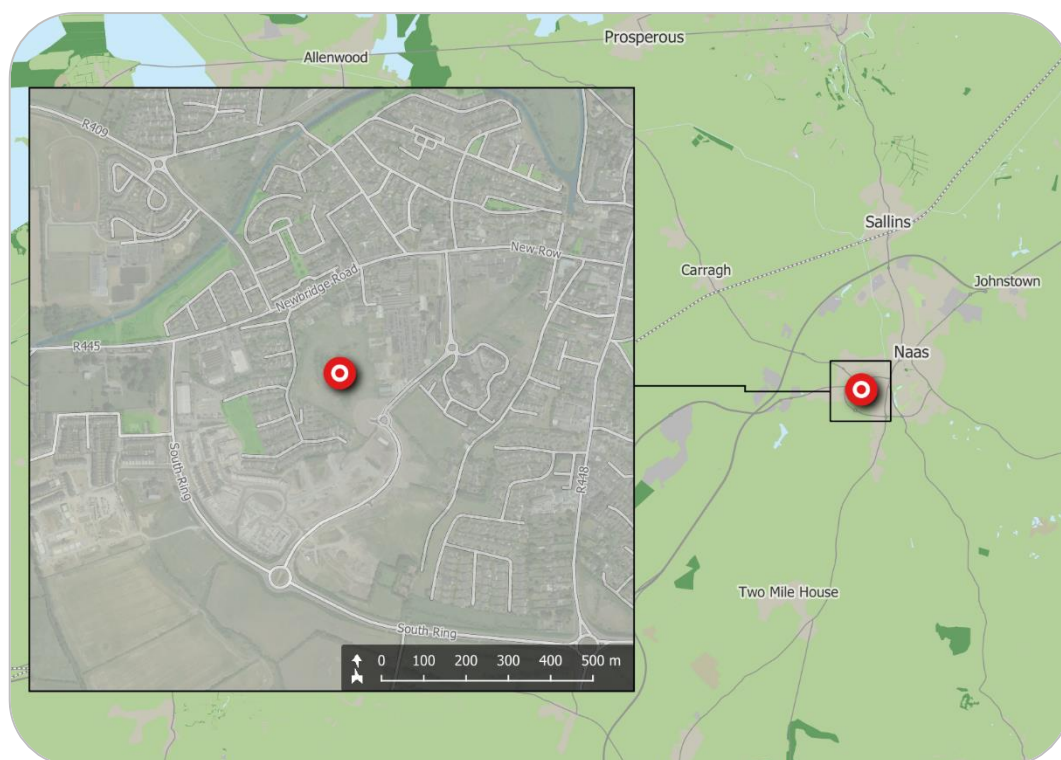 Prosperous
Allenwood
R409
Sallins
New Row
Carragh
Johnstown
Newbridge Road
R445
Naas
South Ring
R448
Two Mile House
South Ring
0 100 200 300 400 500 m